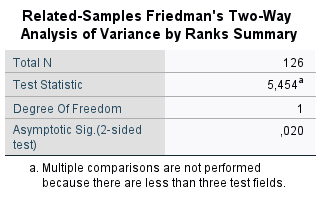 Related-Samples Friedman's Two-Way
Analysis of Variance by Ranks Summary
Total N 126
Test Statistic 5,454a
Degree Of Freedom 1
Asymptotic Sig.(2-sided ,020
test)
a. Multiple comparisons are not performed
because there are less than three test fields.